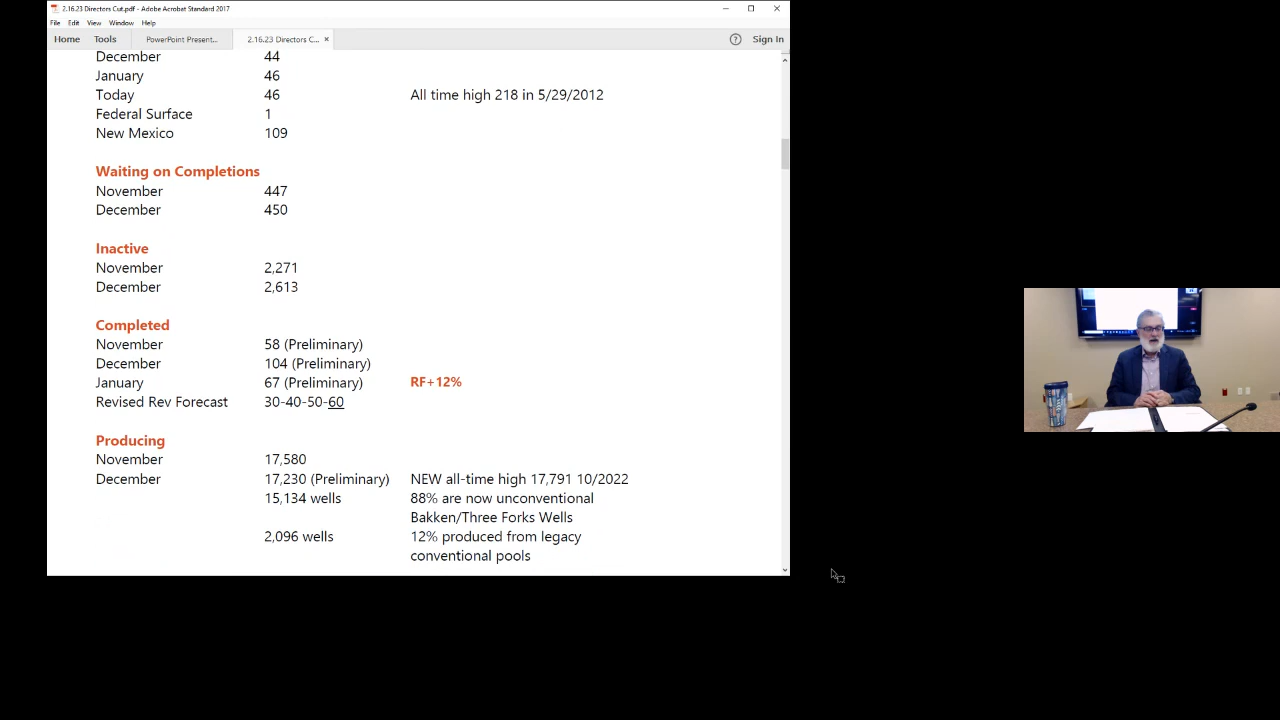 2.16.23 Directors Cut.pdf - Adobe Acrobat Standard 2017
File Edit View Window Help
Home Tools PowerPoint Present... 2.16.23 Directors C... × ? Sign In
December 44
January 46
Today 46 All time high 218 in 5/29/2012
Federal Surface 1
New Mexico 109
Waiting on Completions
November 447
December 450
Inactive
November 2,271
December 2,613
Completed
November 58 (Preliminary)
December 104 (Preliminary)
January 67 (Preliminary) RF+12%
Revised Rev Forecast 30-40-50-60
Producing
November 17,580
December 17,230 (Preliminary) NEW all-time high 17,791 10/2022
15,134 wells 88% are now unconventional
Bakken/Three Forks Wells
2,096 wells 12% produced from legacy
conventional pools